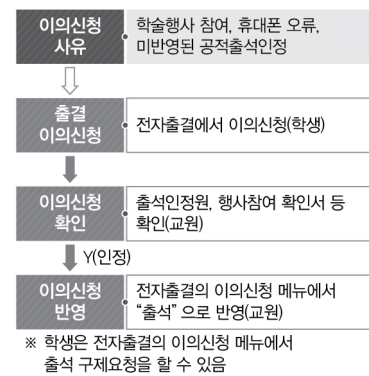 이의신청
사유
학술행사 참여, 휴대폰 오류,
미반영된 공적출석인정
출결
이의신청
전자출결에서 이의신청(학생)
이의신청
확인
출석인정원, 행사참여 확인서 등
확인(교원)
Y(인정)
이의신청
반영
전자출결의 이의신청 메뉴에서
“출석” 으로 반영(교원)
※ 학생은 전자출결의 이의신청 메뉴에서
출석 구제요청을 할 수 있음